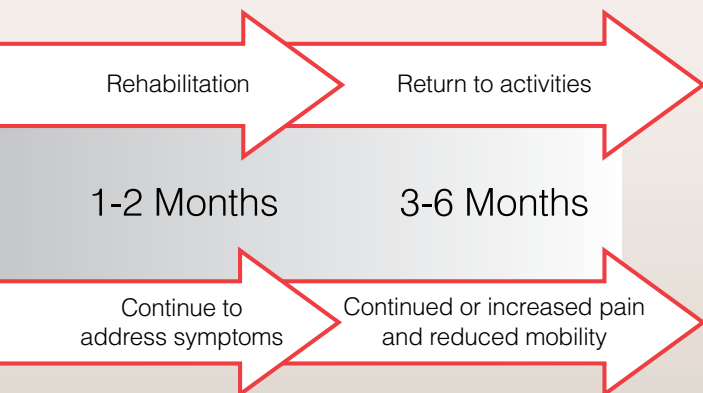 Rehabilitation
Return to activities
1-2 Months
3-6 Months
Continue to
address symptoms
Continued or increased pain
and reduced mobility